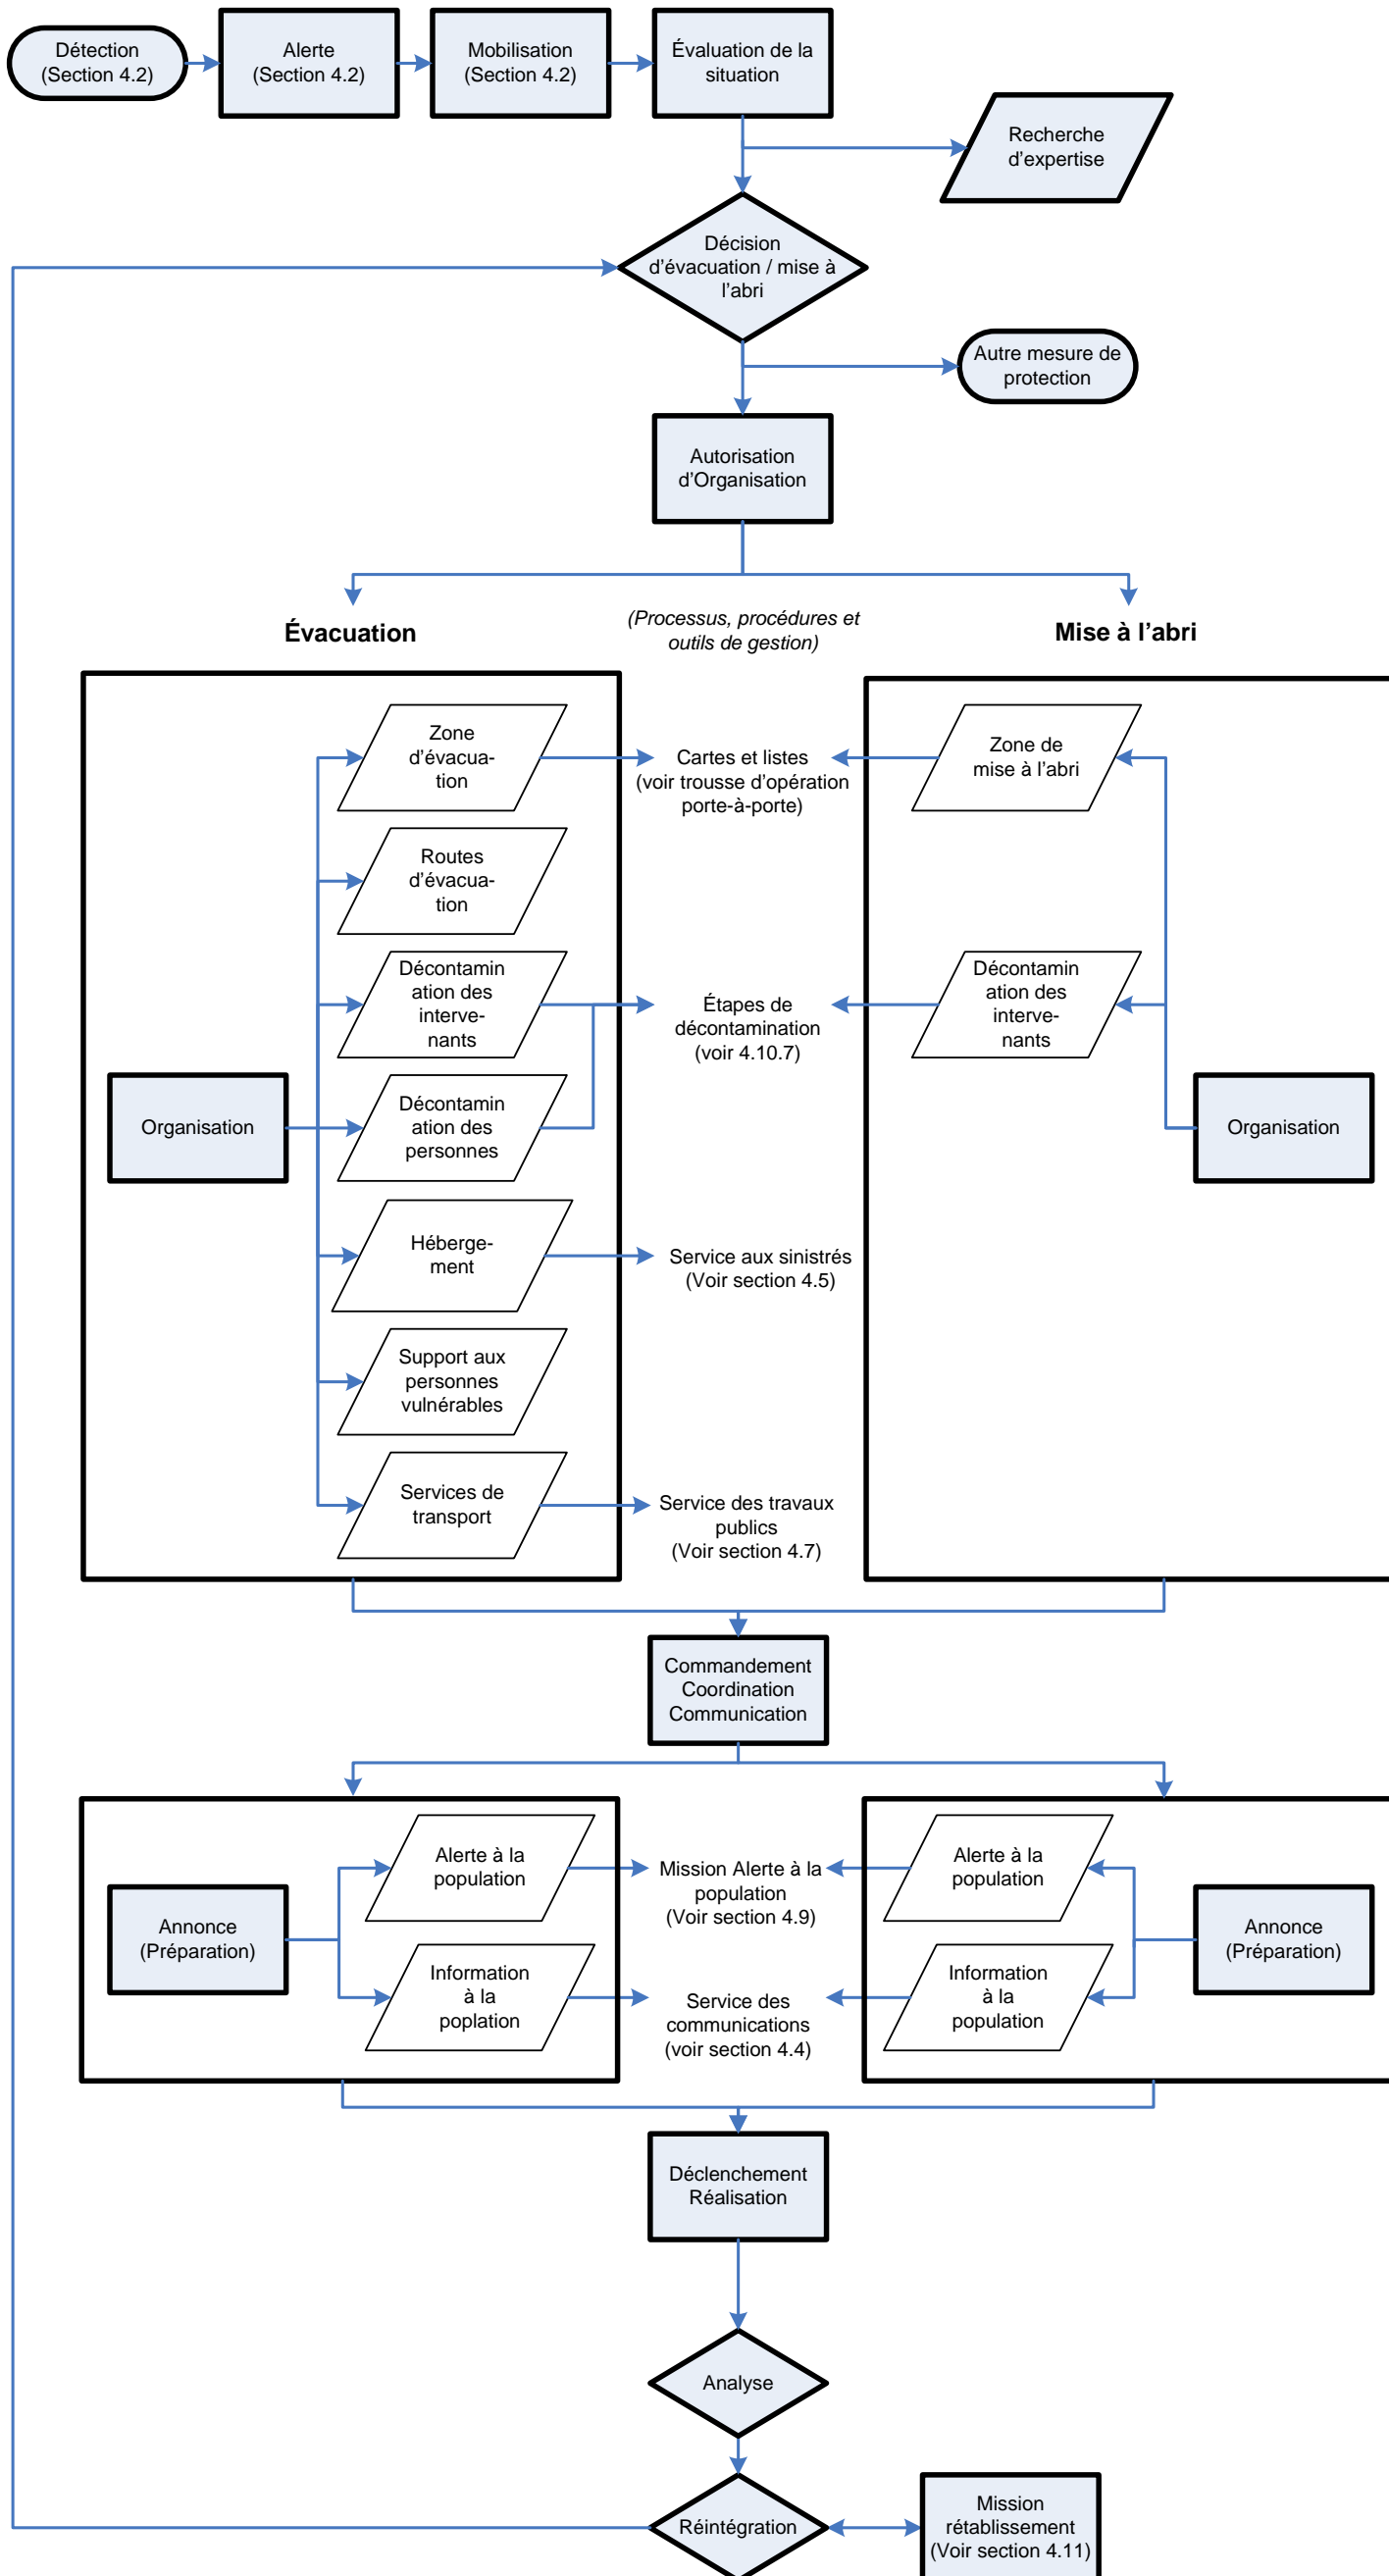 Détection
(Section 4.2)
Alerte
(Section 4.2)
Mobilisation
(Section 4.2)
Évaluation de la
situation
Recherche
d'expertise
Décision
d'évacuation / mise à
l'abri
Autre mesure de
protection
Autorisation
d'Organisation
Évacuation
(Processus, procédures et
outils de gestion)
Mise à l'abri
Zone
d'évacua-
tion
Cartes et listes
(voir trousse d'opération
porte-à-porte)
Zone de
mise à l'abri
Routes
d'évacua-
tion
Décontamin
ation des
interve-
nants
Étapes de
décontamination
(voir 4.10.7)
Décontamin
ation des
interve-
nants
Organisation
Décontamin
ation des
personnes
Organisation
Héberge-
ment
Service aux sinistrés
(Voir section 4.5)
Support aux
personnes
vulnérables
Services de
transport
Service des travaux
publics
(Voir section 4.7)
Commandement
Coordination
Communication
Alerte à la
population
Mission Alerte à la
population
(Voir section 4.9)
Alerte à la
population
Annonce
(Préparation)
Annonce
(Préparation)
Information
à la
poplation
Service des
communications
(voir section 4.4)
Information
à la
population
Déclenchement
Réalisation
Analyse
Réintégration
Mission
rétablissement
(Voir section 4.11)